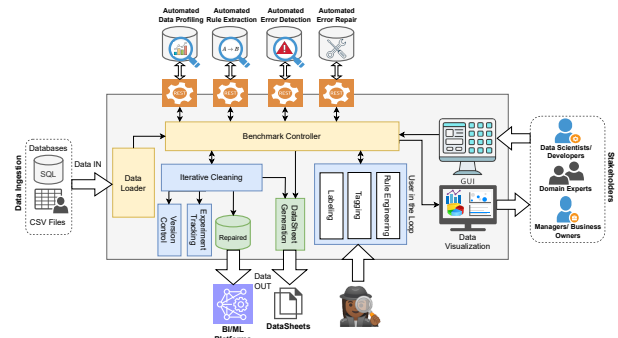 Automated
Data Profiling
Automated
Rule Extraction
Automated
Error Detection
Automated
Error Repair
A → B
REST
REST
REST
REST
Benchmark Controller
Data Ingestion
Databases
SQL
CSV Files
Data IN
Data
Loader
Iterative Cleaning
Version
Control
Experiment
Tracking
Repaired
DataSheet
Generation
Labeling
Tagging
Rule Engineering
User in the Loop
GUI
Data
Visualization
Data Scientists/
Developers
Domain Experts
Managers/ Business
Owners
Stakeholders
Data
OUT
BI/ML
Platforms
DataSheets